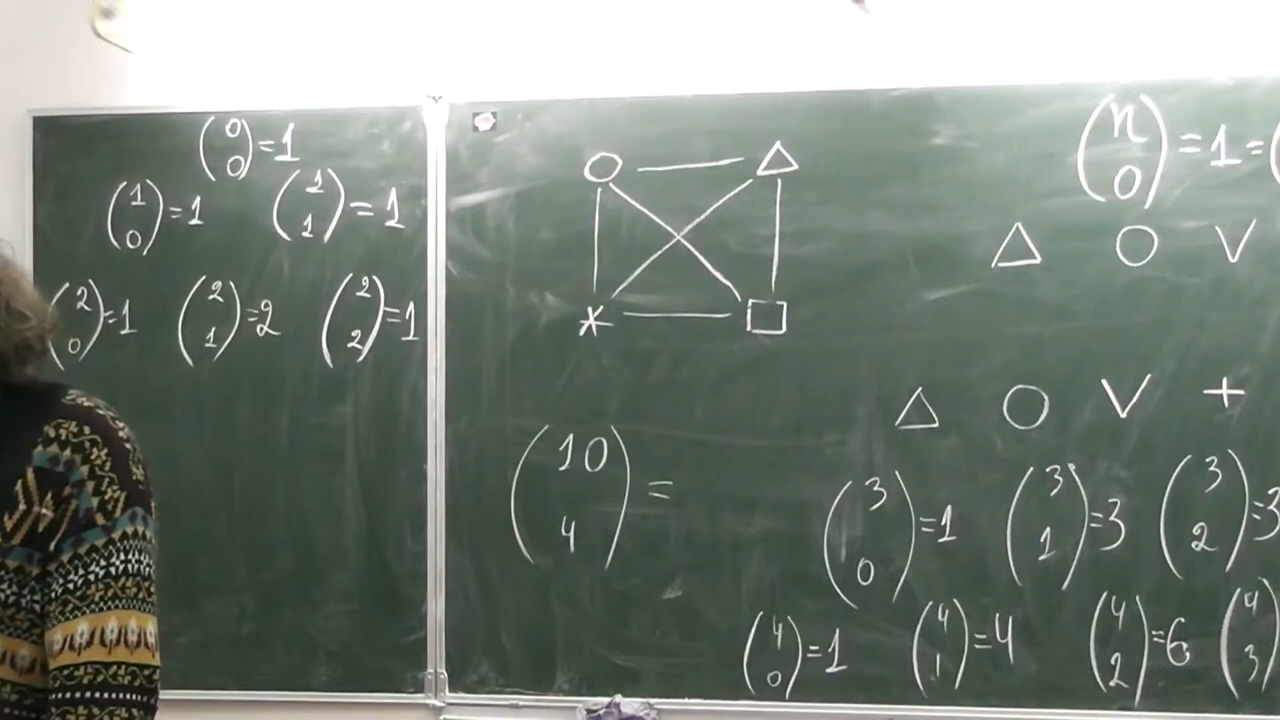 (0 0) = 1
(1 0) = 1 (1 1) = 1
(2 0) = 1 (2 1) = 2 (2 2) = 1
(n 0) = 1 = (
△ ○ V
△ ○ V +
(10 4) =
(3 0) = 1 (3 1) = 3 (3 2) = 3
(4 0) = 1 (4 1) = 4 (4 2) = 6 (4 3)